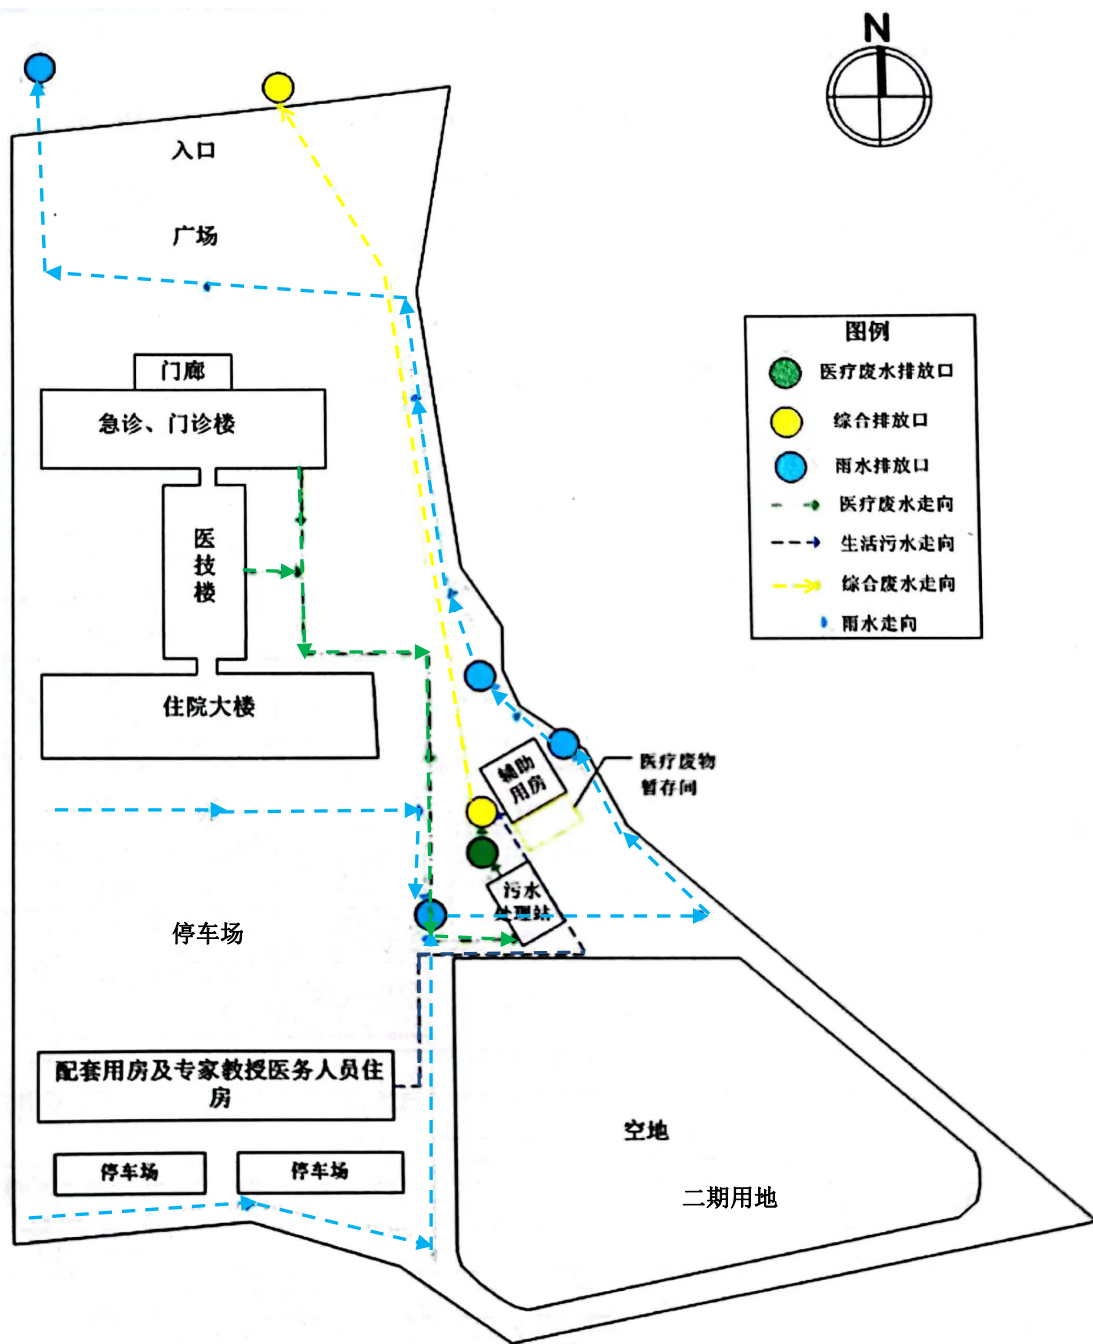 N
入口
广场
门廊
急诊、门诊楼
医
技
楼
住院大楼
图例
医疗废水排放口
综合排放口
雨水排放口
医疗废水走向
生活污水走向
综合废水走向
雨水走向
辅助
用房
医疗废物
暂存间
污水
处理站
停车场
配套用房及专家教授医务人员住
房
停车场
停车场
空地
二期用地